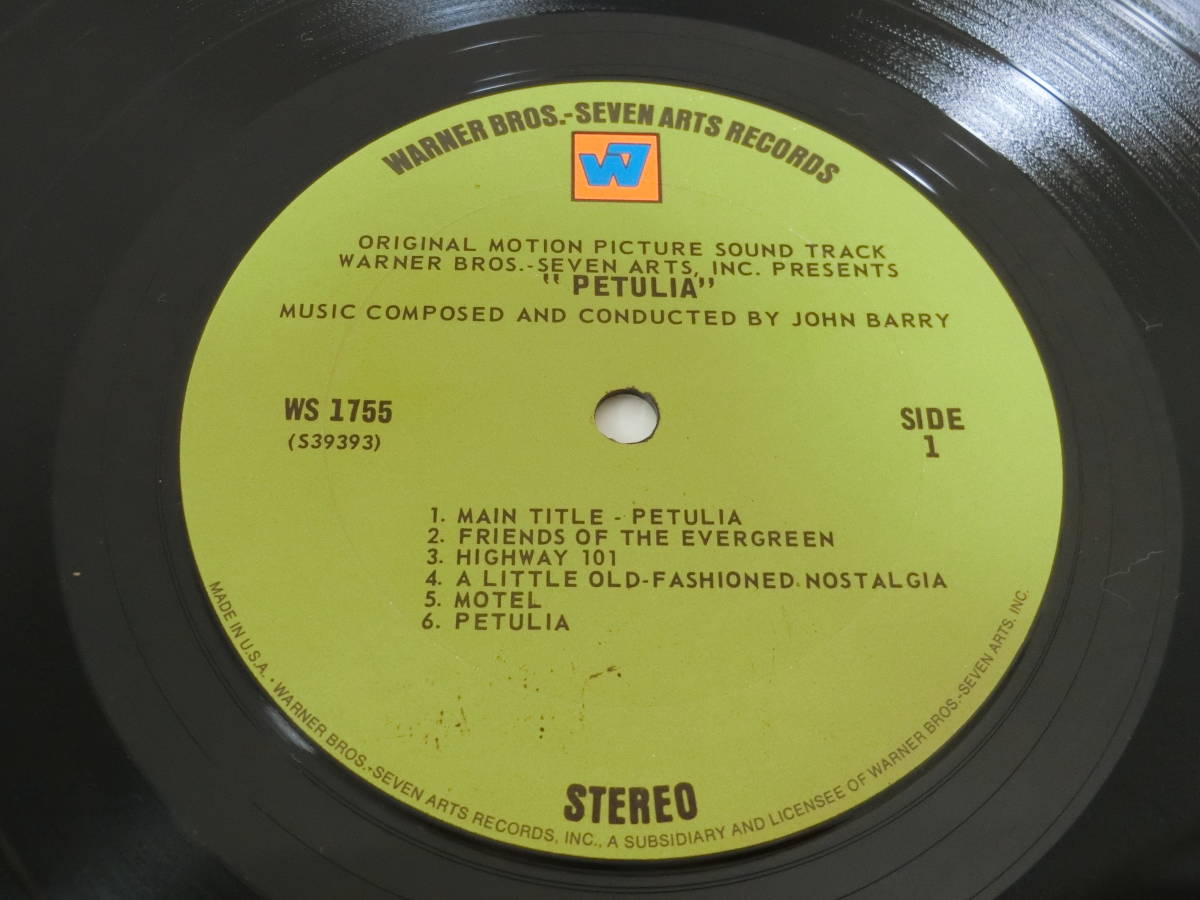 WARNER BROS.-SEVEN ARTS RECORDS
W7
ORIGINAL MOTION PICTURE SOUND TRACK
WARNER BROS.-SEVEN ARTS, INC. PRESENTS
"PETULIA"
MUSIC COMPOSED AND CONDUCTED BY JOHN BARRY
WS 1755
(S39393)
SIDE
1
1. MAIN TITLE - PETULIA
2. FRIENDS OF THE EVERGREEN
3. HIGHWAY 101
4. A LITTLE OLD-FASHIONED NOSTALGIA
5. MOTEL
6. PETULIA
STEREO
MADE IN U.S.A. • WARNER BROS.-SEVEN ARTS RECORDS, INC., A SUBSIDIARY AND LICENSEE OF WARNER BROS.-SEVEN ARTS, INC.